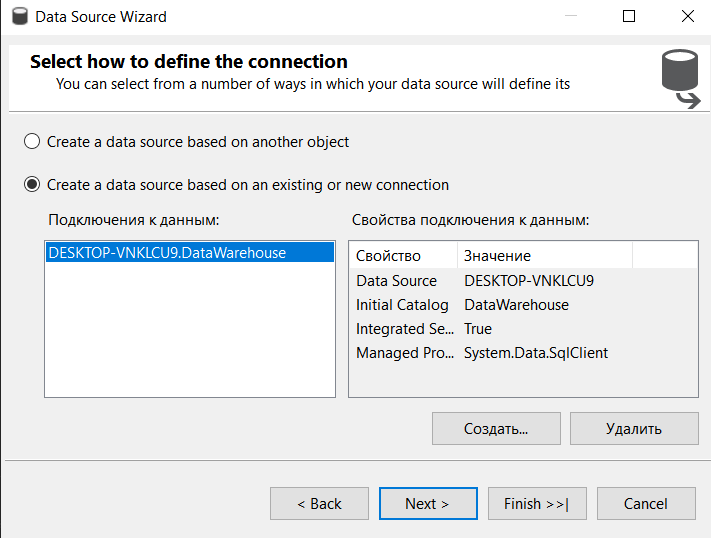 Data Source Wizard
Select how to define the connection
You can select from a number of ways in which your data source will define its
Create a data source based on another object
Create a data source based on an existing or new connection
Подключения к данным:
DESKTOP-VNKLCU9.DataWarehouse
Свойства подключения к данным:
Свойство Значение
Data Source DESKTOP-VNKLCU9
Initial Catalog DataWarehouse
Integrated Se... True
Managed Pro... System.Data.SqlClient
Создать... Удалить
< Back Next > Finish >>| Cancel